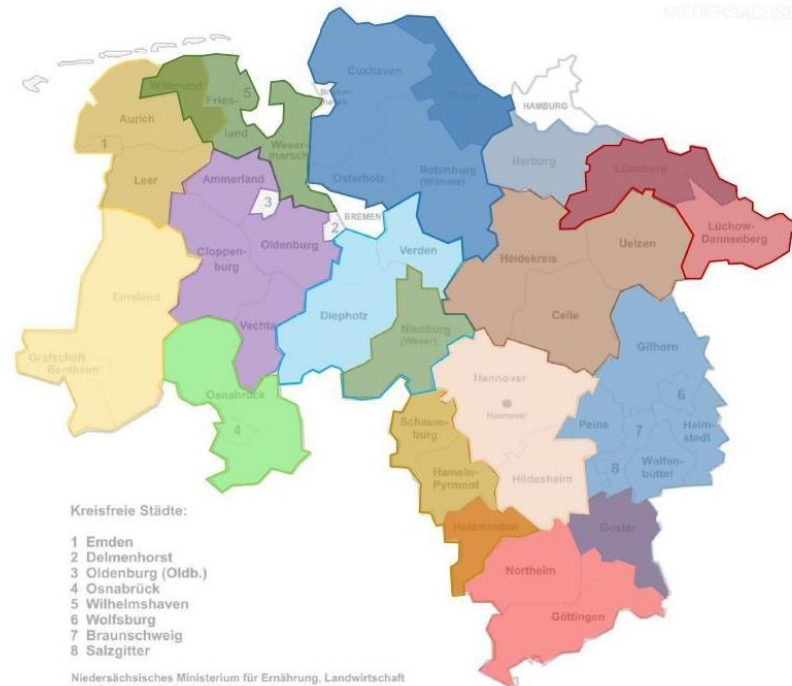 NIEDERSACHSE
Cuxhaven
HAMBURG
Wittmund
5
Fries-
land
Aurich
1
Weser-
marsch
Harburg
Leer
Ammerland
Osterholz
Rotenburg
(Wümme)
Lüneburg
3
2
BREMEN
Lüchow-
Dannenberg
Cloppen-
burg
Oldenburg
Verden
Heidekreis
Uelzen
Emsland
Diepholz
Nienburg
(Weser)
Celle
Vechta
Gifhorn
Grafschaft
Bentheim
Osnabrück
4
Hannover
Hannover
6
Schaum-
burg
Peine
7
Helm-
stedt
Hameln-
Pyrmont
Hildesheim
8
Wolfen-
büttel
Holzminden
Goslar
Northeim
Göttingen
Kreisfreie Städte:
1 Emden
2 Delmenhorst
3 Oldenburg (Oldb.)
4 Osnabrück
5 Wilhelmshaven
6 Wolfsburg
7 Braunschweig
8 Salzgitter
Niedersächsisches Ministerium für Ernährung, Landwirtschaft